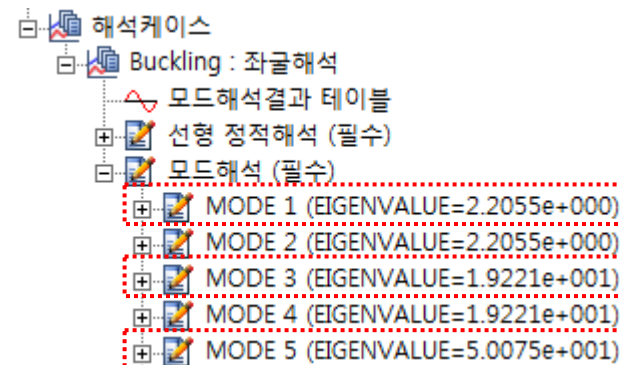 해석케이스
Buckling : 좌굴해석
모드해석결과 테이블
선형 정적해석 (필수)
모드해석 (필수)
MODE 1 (EIGENVALUE=2.2055e+000)
MODE 2 (EIGENVALUE=2.2055e+000)
MODE 3 (EIGENVALUE=1.9221e+001)
MODE 4 (EIGENVALUE=1.9221e+001)
MODE 5 (EIGENVALUE=5.0075e+001)